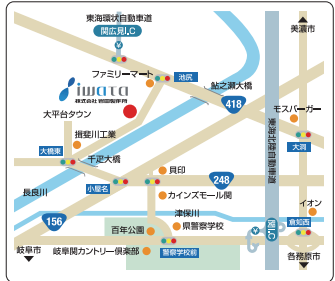 東海環状自動車道
関広見I.C
美濃市
ファミリーマート
池尻
鮎之瀬大橋
iwata
株式会社 岩田製作所
418
モスバーガー
大平台タウン
揖斐川工業
大橋東
千疋大橋
東海北陸自動車道
大洞
貝印
248
長良川
小屋名
カインズモール関
イオン
津保川
156
百年公園
県警察学校
関I.C
倉知西
岐阜市
岐阜関カントリー倶楽部
警察学校前
各務原市